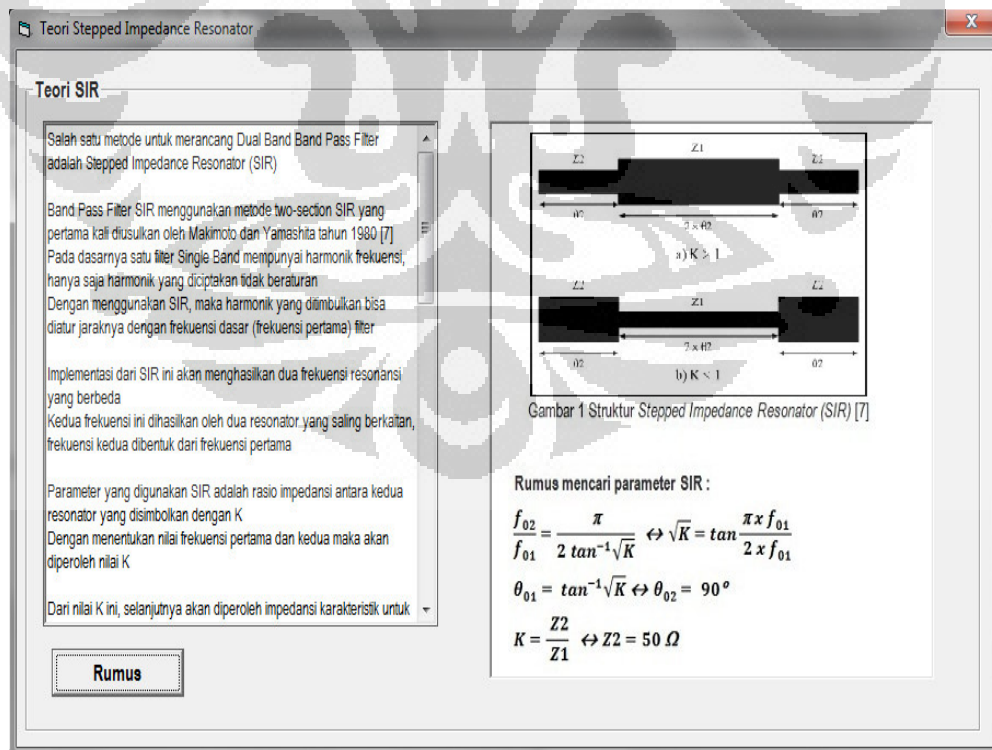 Teori Stepped Impedance Resonator
X
Teori SIR
Salah satu metode untuk merancang Dual Band Band Pass Filter
adalah Stepped Impedance Resonator (SIR)
Band Pass Filter SIR menggunakan metode two-section SIR yang
pertama kali diusulkan oleh Makimoto dan Yamashita tahun 1980 [7]
Pada dasarnya satu filter Single Band mempunyai harmonik frekuensi,
hanya saja harmonik yang diciptakan tidak beraturan
Dengan menggunakan SIR, maka harmonik yang ditimbulkan bisa
diatur jaraknya dengan frekuensi dasar (frekuensi pertama) filter
Implementasi dari SIR ini akan menghasilkan dua frekuensi resonansi
yang berbeda
Kedua frekuensi ini dihasilkan oleh dua resonator yang saling berkaitan,
frekuensi kedua dibentuk dari frekuensi pertama
Parameter yang digunakan SIR adalah rasio impedansi antara kedua
resonator yang disimbolkan dengan K
Dengan menentukan nilai frekuensi pertama dan kedua maka akan
diperoleh nilai K
Dari nilai K ini, selanjutnya akan diperoleh impedansi karakteristik untuk
Rumus
Z2 Z1 Z2
θ2 2 x θ2 θ2
a) K > 1
Z2 Z1 Z2
θ2 2 x θ2 θ2
b) K < 1
Gambar 1 Struktur Stepped Impedance Resonator (SIR) [7]
Rumus mencari parameter SIR :
f₀₂/f₀₁ = π/(2 tan⁻¹√K) ↔ √K = tan (π x f₀₁)/(2 x f₀₁)
θ₀₁ = tan⁻¹√K ↔ θ₀₂ = 90°
K = Z2/Z1 ↔ Z2 = 50 Ω